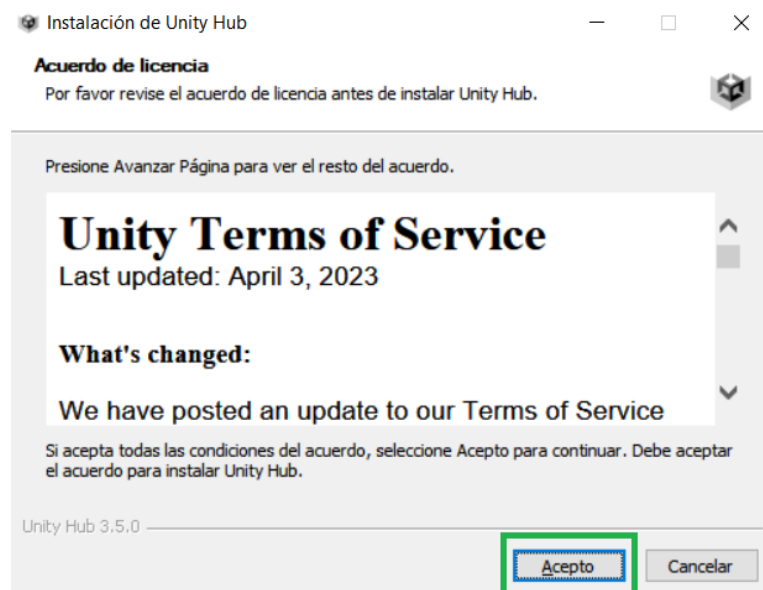 Instalación de Unity Hub
Acuerdo de licencia
Por favor revise el acuerdo de licencia antes de instalar Unity Hub.
Presione Avanzar Página para ver el resto del acuerdo.
Unity Terms of Service
Last updated: April 3, 2023
What's changed:
We have posted an update to our Terms of Service
Si acepta todas las condiciones del acuerdo, seleccione Acepto para continuar. Debe aceptar
el acuerdo para instalar Unity Hub.
Unity Hub 3.5.0
Acepto
Cancelar